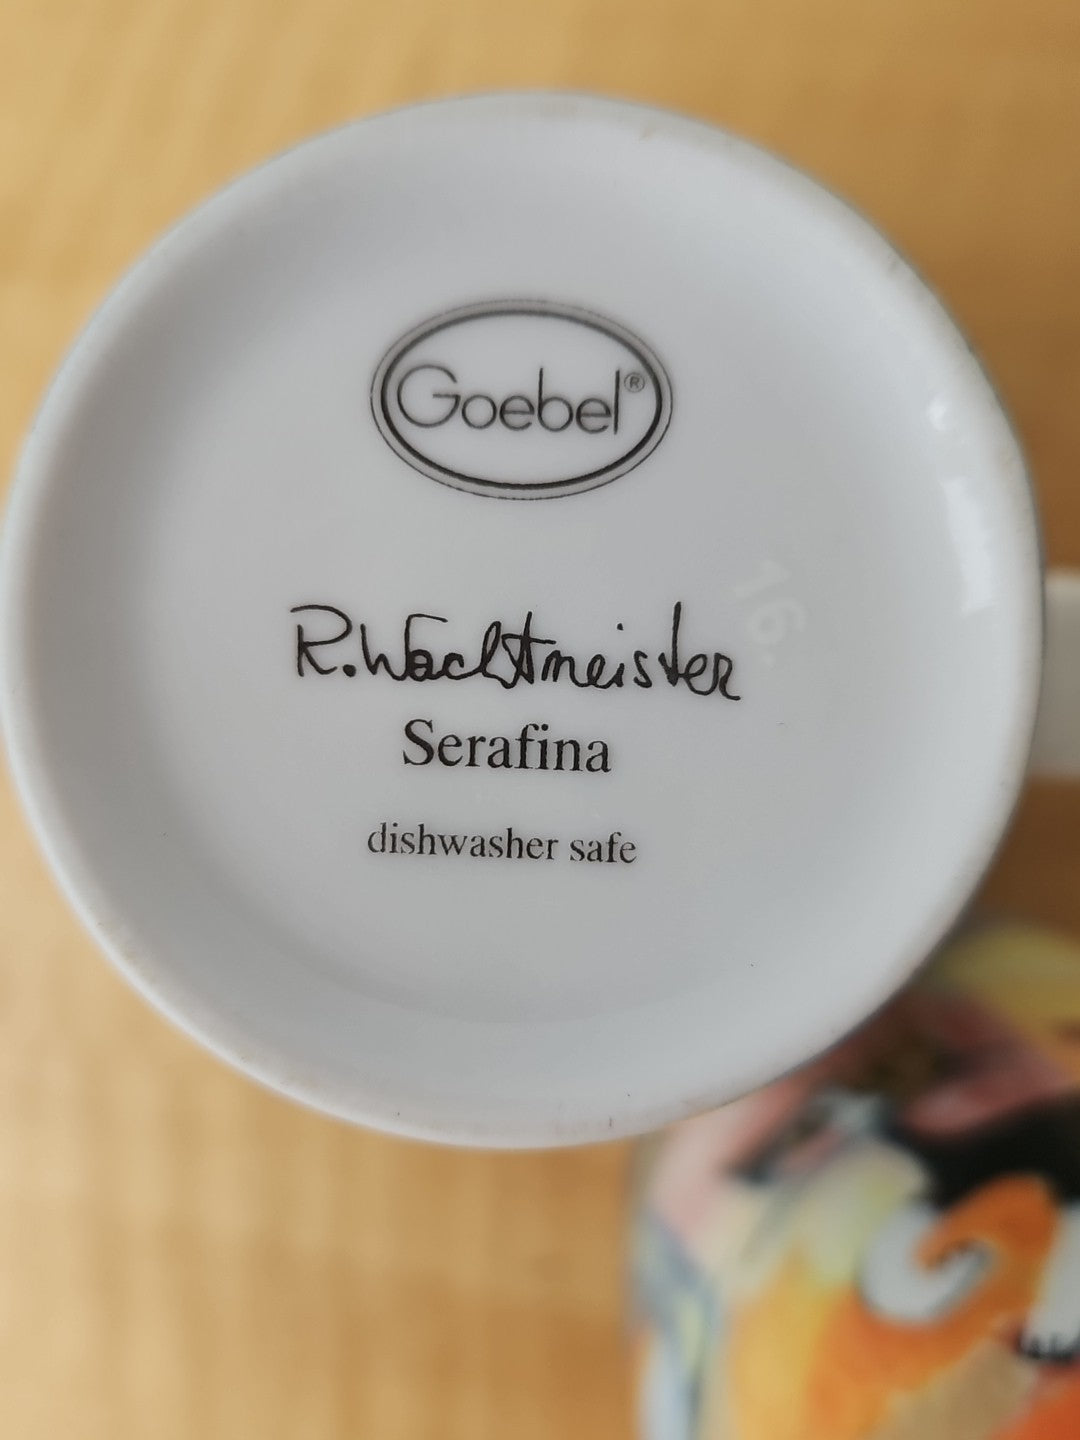 Goebel®
16.
R.Wachtmeister
Serafina
dishwasher safe